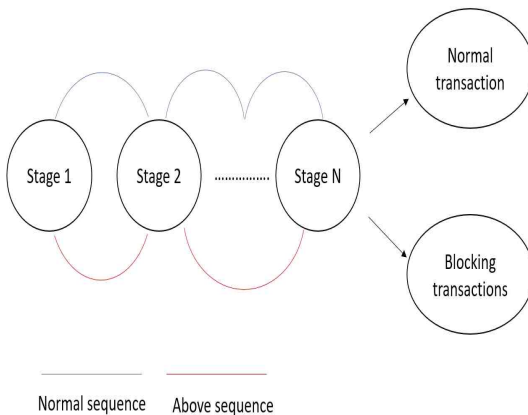 Normal
transaction
Stage 1
Stage 2
................
Stage N
Blocking
transactions
Normal sequence
Above sequence